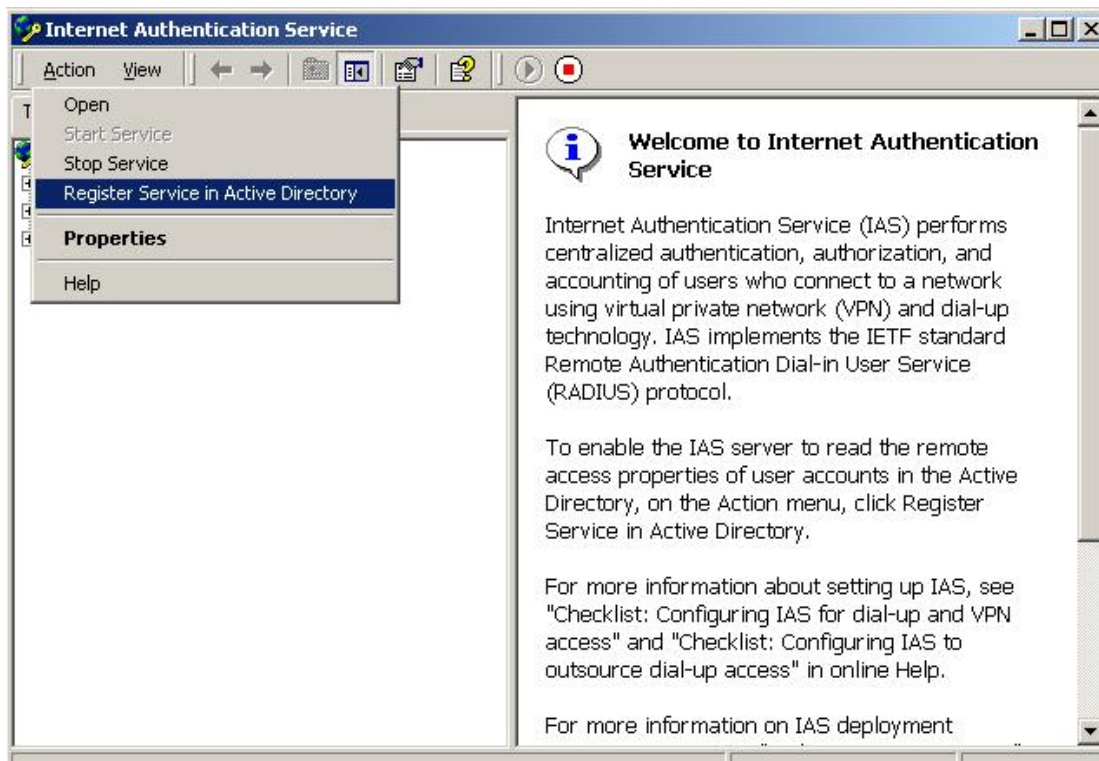 Internet Authentication Service
Action View
T
Open
Start Service
Stop Service
Register Service in Active Directory
Properties
Help
Welcome to Internet Authentication
Service
Internet Authentication Service (IAS) performs
centralized authentication, authorization, and
accounting of users who connect to a network
using virtual private network (VPN) and dial-up
technology. IAS implements the IETF standard
Remote Authentication Dial-in User Service
(RADIUS) protocol.
To enable the IAS server to read the remote
access properties of user accounts in the Active
Directory, on the Action menu, click Register
Service in Active Directory.
For more information about setting up IAS, see
"Checklist: Configuring IAS for dial-up and VPN
access" and "Checklist: Configuring IAS to
outsource dial-up access" in online Help.
For more information on IAS deployment